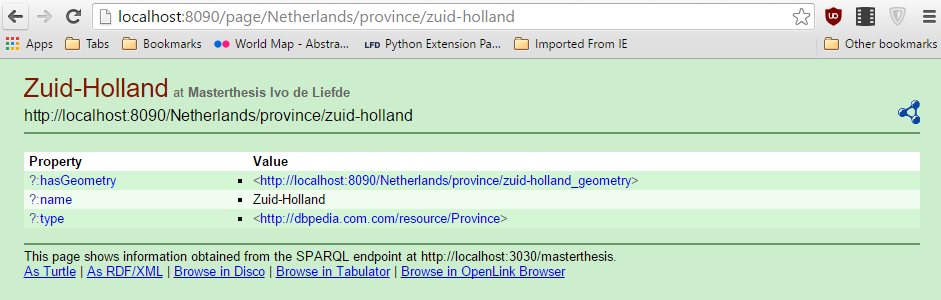 localhost:8090/page/Netherlands/province/zuid-holland
Apps Tabs Bookmarks World Map - Abstra... LFD Python Extension Pa... Imported From IE Other bookmarks
Zuid-Holland at Masterthesis Ivo de Liefde
http://localhost:8090/Netherlands/province/zuid-holland
Property Value
?:hasGeometry ▪ <http://localhost:8090/Netherlands/province/zuid-holland_geometry>
?:name ▪ Zuid-Holland
?:type ▪ <http://dbpedia.com.com/resource/Province>
This page shows information obtained from the SPARQL endpoint at http://localhost:3030/masterthesis.
As Turtle | As RDF/XML | Browse in Disco | Browse in Tabulator | Browse in OpenLink Browser